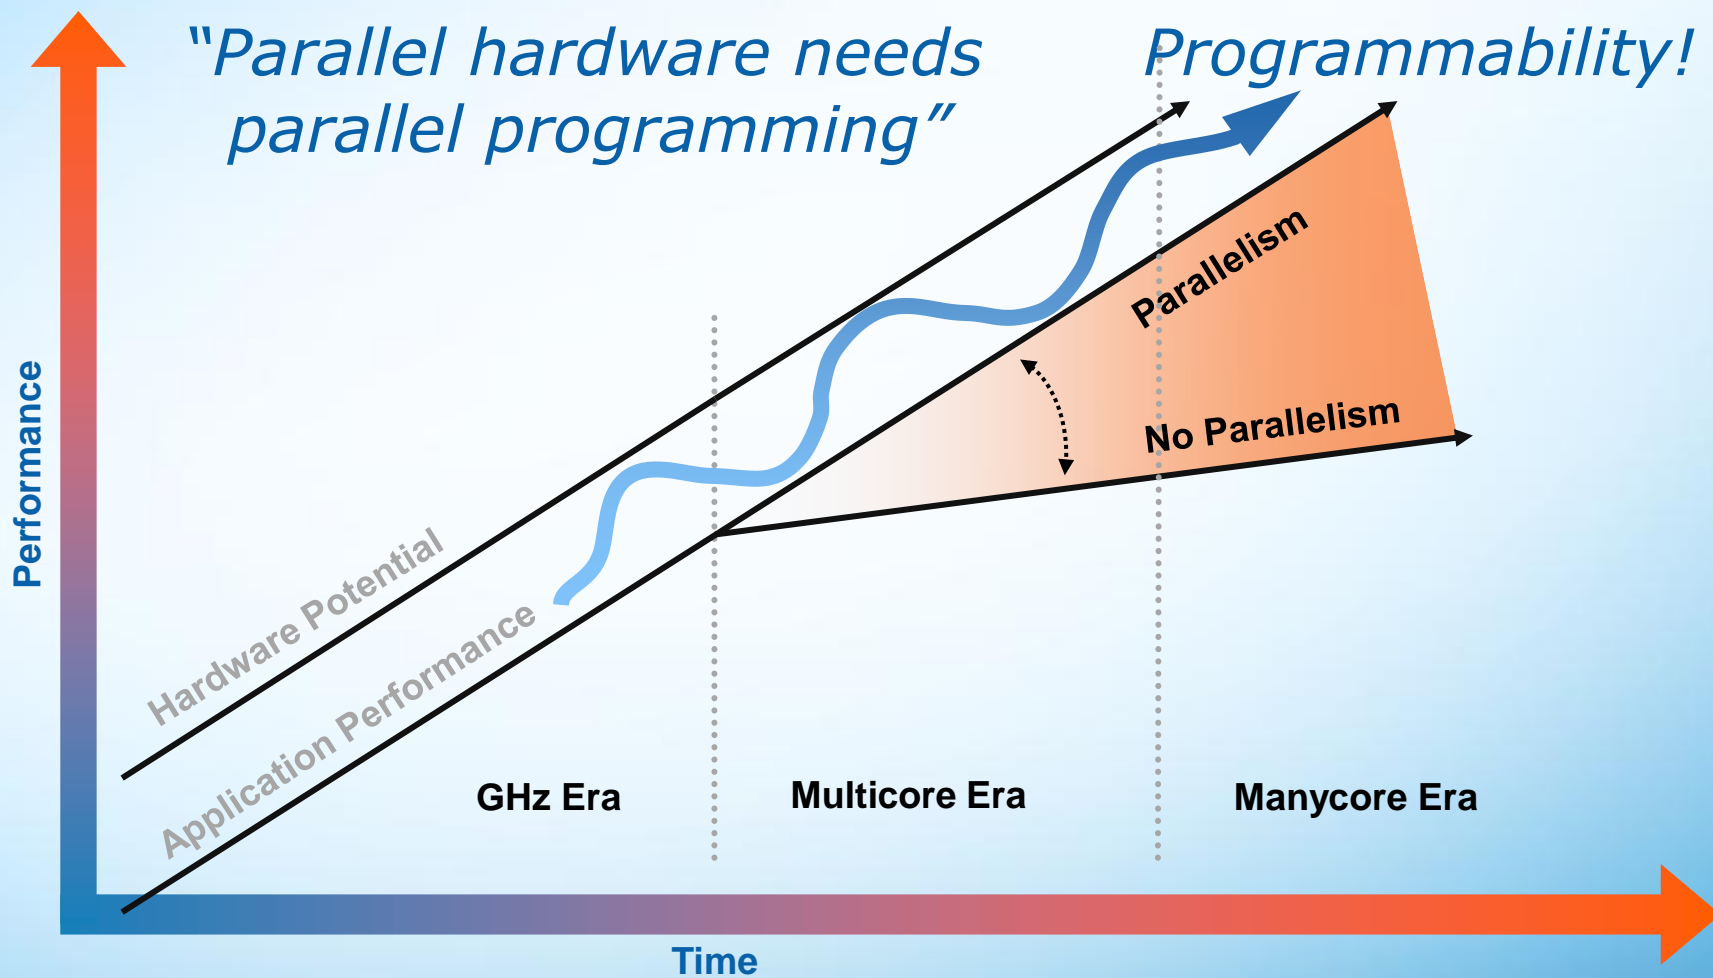 “Parallel hardware needs
parallel programming”
Programmability!
Parallelism
No Parallelism
Performance
Hardware Potential
Application Performance
GHz Era
Multicore Era
Manycore Era
Time